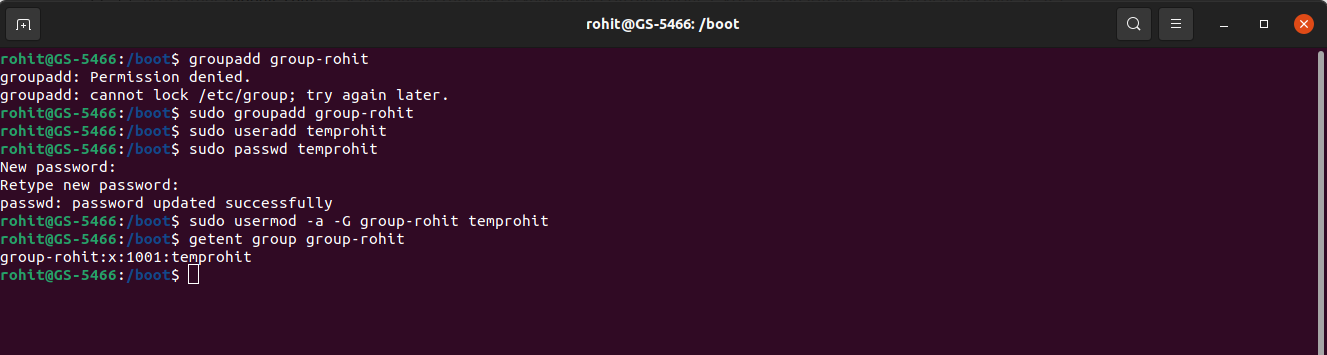 rohit@GS-5466: /boot
rohit@GS-5466:/boot$ groupadd group-rohit
groupadd: Permission denied.
groupadd: cannot lock /etc/group; try again later.
rohit@GS-5466:/boot$ sudo groupadd group-rohit
rohit@GS-5466:/boot$ sudo useradd temprohit
rohit@GS-5466:/boot$ sudo passwd temprohit
New password:
Retype new password:
passwd: password updated successfully
rohit@GS-5466:/boot$ sudo usermod -a -G group-rohit temprohit
rohit@GS-5466:/boot$ getent group group-rohit
group-rohit:x:1001:temprohit
rohit@GS-5466:/boot$